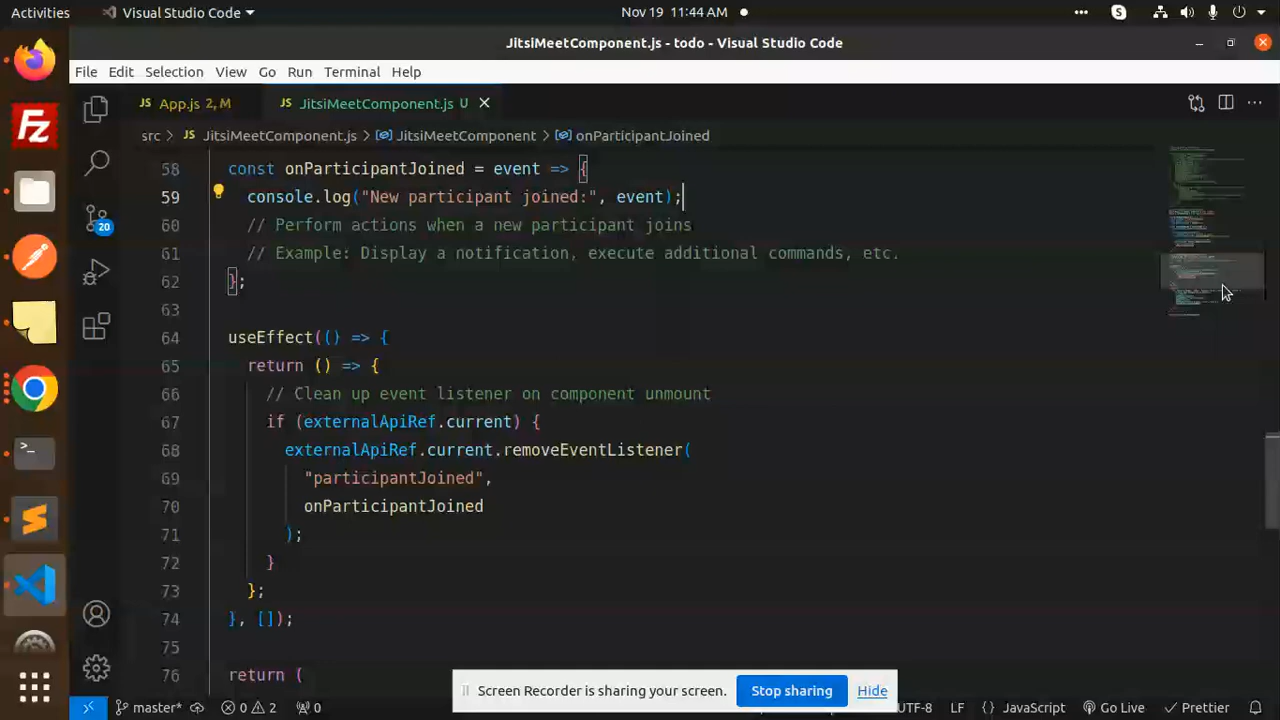 Activities
Visual Studio Code
Nov 19 11:44 AM
JitsiMeetComponent.js - todo - Visual Studio Code
File Edit Selection View Go Run Terminal Help
JS App.js 2, M
JS JitsiMeetComponent.js U
src > JS JitsiMeetComponent.js > JitsiMeetComponent > onParticipantJoined
58 const onParticipantJoined = event => {
59 console.log("New participant joined:", event);
60 // Perform actions when a new participant joins
61 // Example: Display a notification, execute additional commands, etc.
62 };
63
64 useEffect(() => {
65 return () => {
66 // Clean up event listener on component unmount
67 if (externalApiRef.current) {
68 externalApiRef.current.removeEventListener(
69 "participantJoined",
70 onParticipantJoined
71 );
72 }
73 };
74 }, []);
75
76 return (
20
Screen Recorder is sharing your screen.
Stop sharing
Hide
master* 0 2 0 UTF-8 LF {} JavaScript Go Live Prettier